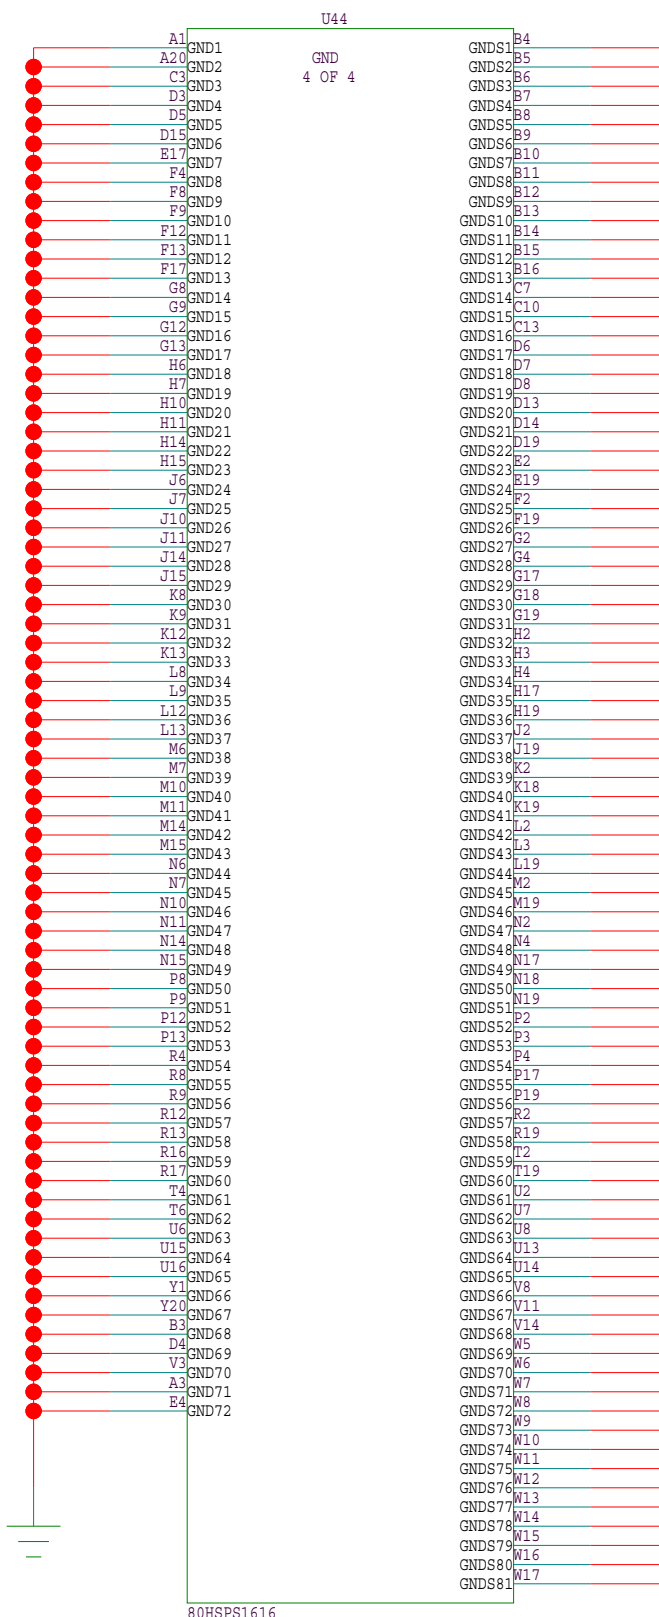 U44
A1 GND1 GNDS1 B4
GND
A20 GND2 GNDS2 B5
4 OF 4
C3 GND3 GNDS3 B6
D3 GND4 GNDS4 B7
D5 GND5 GNDS5 B8
D15 GND6 GNDS6 B9
E17 GND7 GNDS7 B10
F4 GND8 GNDS8 B11
F8 GND9 GNDS9 B12
F9 GND10 GNDS10 B13
F12 GND11 GNDS11 B14
F13 GND12 GNDS12 B15
F17 GND13 GNDS13 B16
G8 GND14 GNDS14 C7
G9 GND15 GNDS15 C10
G12 GND16 GNDS16 C13
G13 GND17 GNDS17 D6
H6 GND18 GNDS18 D7
H7 GND19 GNDS19 D8
H10 GND20 GNDS20 D13
H11 GND21 GNDS21 D14
H14 GND22 GNDS22 D19
H15 GND23 GNDS23 E2
J6 GND24 GNDS24 E19
J7 GND25 GNDS25 F2
J10 GND26 GNDS26 F19
J11 GND27 GNDS27 G2
J14 GND28 GNDS28 G4
J15 GND29 GNDS29 G17
K8 GND30 GNDS30 G18
K9 GND31 GNDS31 G19
K12 GND32 GNDS32 H2
K13 GND33 GNDS33 H3
L8 GND34 GNDS34 H4
L9 GND35 GNDS35 H17
L12 GND36 GNDS36 H19
L13 GND37 GNDS37 J2
M6 GND38 GNDS38 J19
M7 GND39 GNDS39 K2
M10 GND40 GNDS40 K18
M11 GND41 GNDS41 K19
M14 GND42 GNDS42 L2
M15 GND43 GNDS43 L3
N6 GND44 GNDS44 L19
N7 GND45 GNDS45 M2
N10 GND46 GNDS46 M19
N11 GND47 GNDS47 N2
N14 GND48 GNDS48 N4
N15 GND49 GNDS49 N17
P8 GND50 GNDS50 N18
P9 GND51 GNDS51 N19
P12 GND52 GNDS52 P2
P13 GND53 GNDS53 P3
R4 GND54 GNDS54 P4
R8 GND55 GNDS55 P17
R9 GND56 GNDS56 P19
R12 GND57 GNDS57 R2
R13 GND58 GNDS58 R19
R16 GND59 GNDS59 T2
R17 GND60 GNDS60 T19
T4 GND61 GNDS61 U2
T6 GND62 GNDS62 U7
U6 GND63 GNDS63 U8
U15 GND64 GNDS64 U13
U16 GND65 GNDS65 U14
Y1 GND66 GNDS66 V8
Y20 GND67 GNDS67 V11
B3 GND68 GNDS68 V14
D4 GND69 GNDS69 W5
V3 GND70 GNDS70 W6
A3 GND71 GNDS71 W7
E4 GND72 GNDS72 W8
GNDS73 W9
GNDS74 W10
GNDS75 W11
GNDS76 W12
GNDS77 W13
GNDS78 W14
GNDS79 W15
GNDS80 W16
GNDS81 W17
80HSPS1616